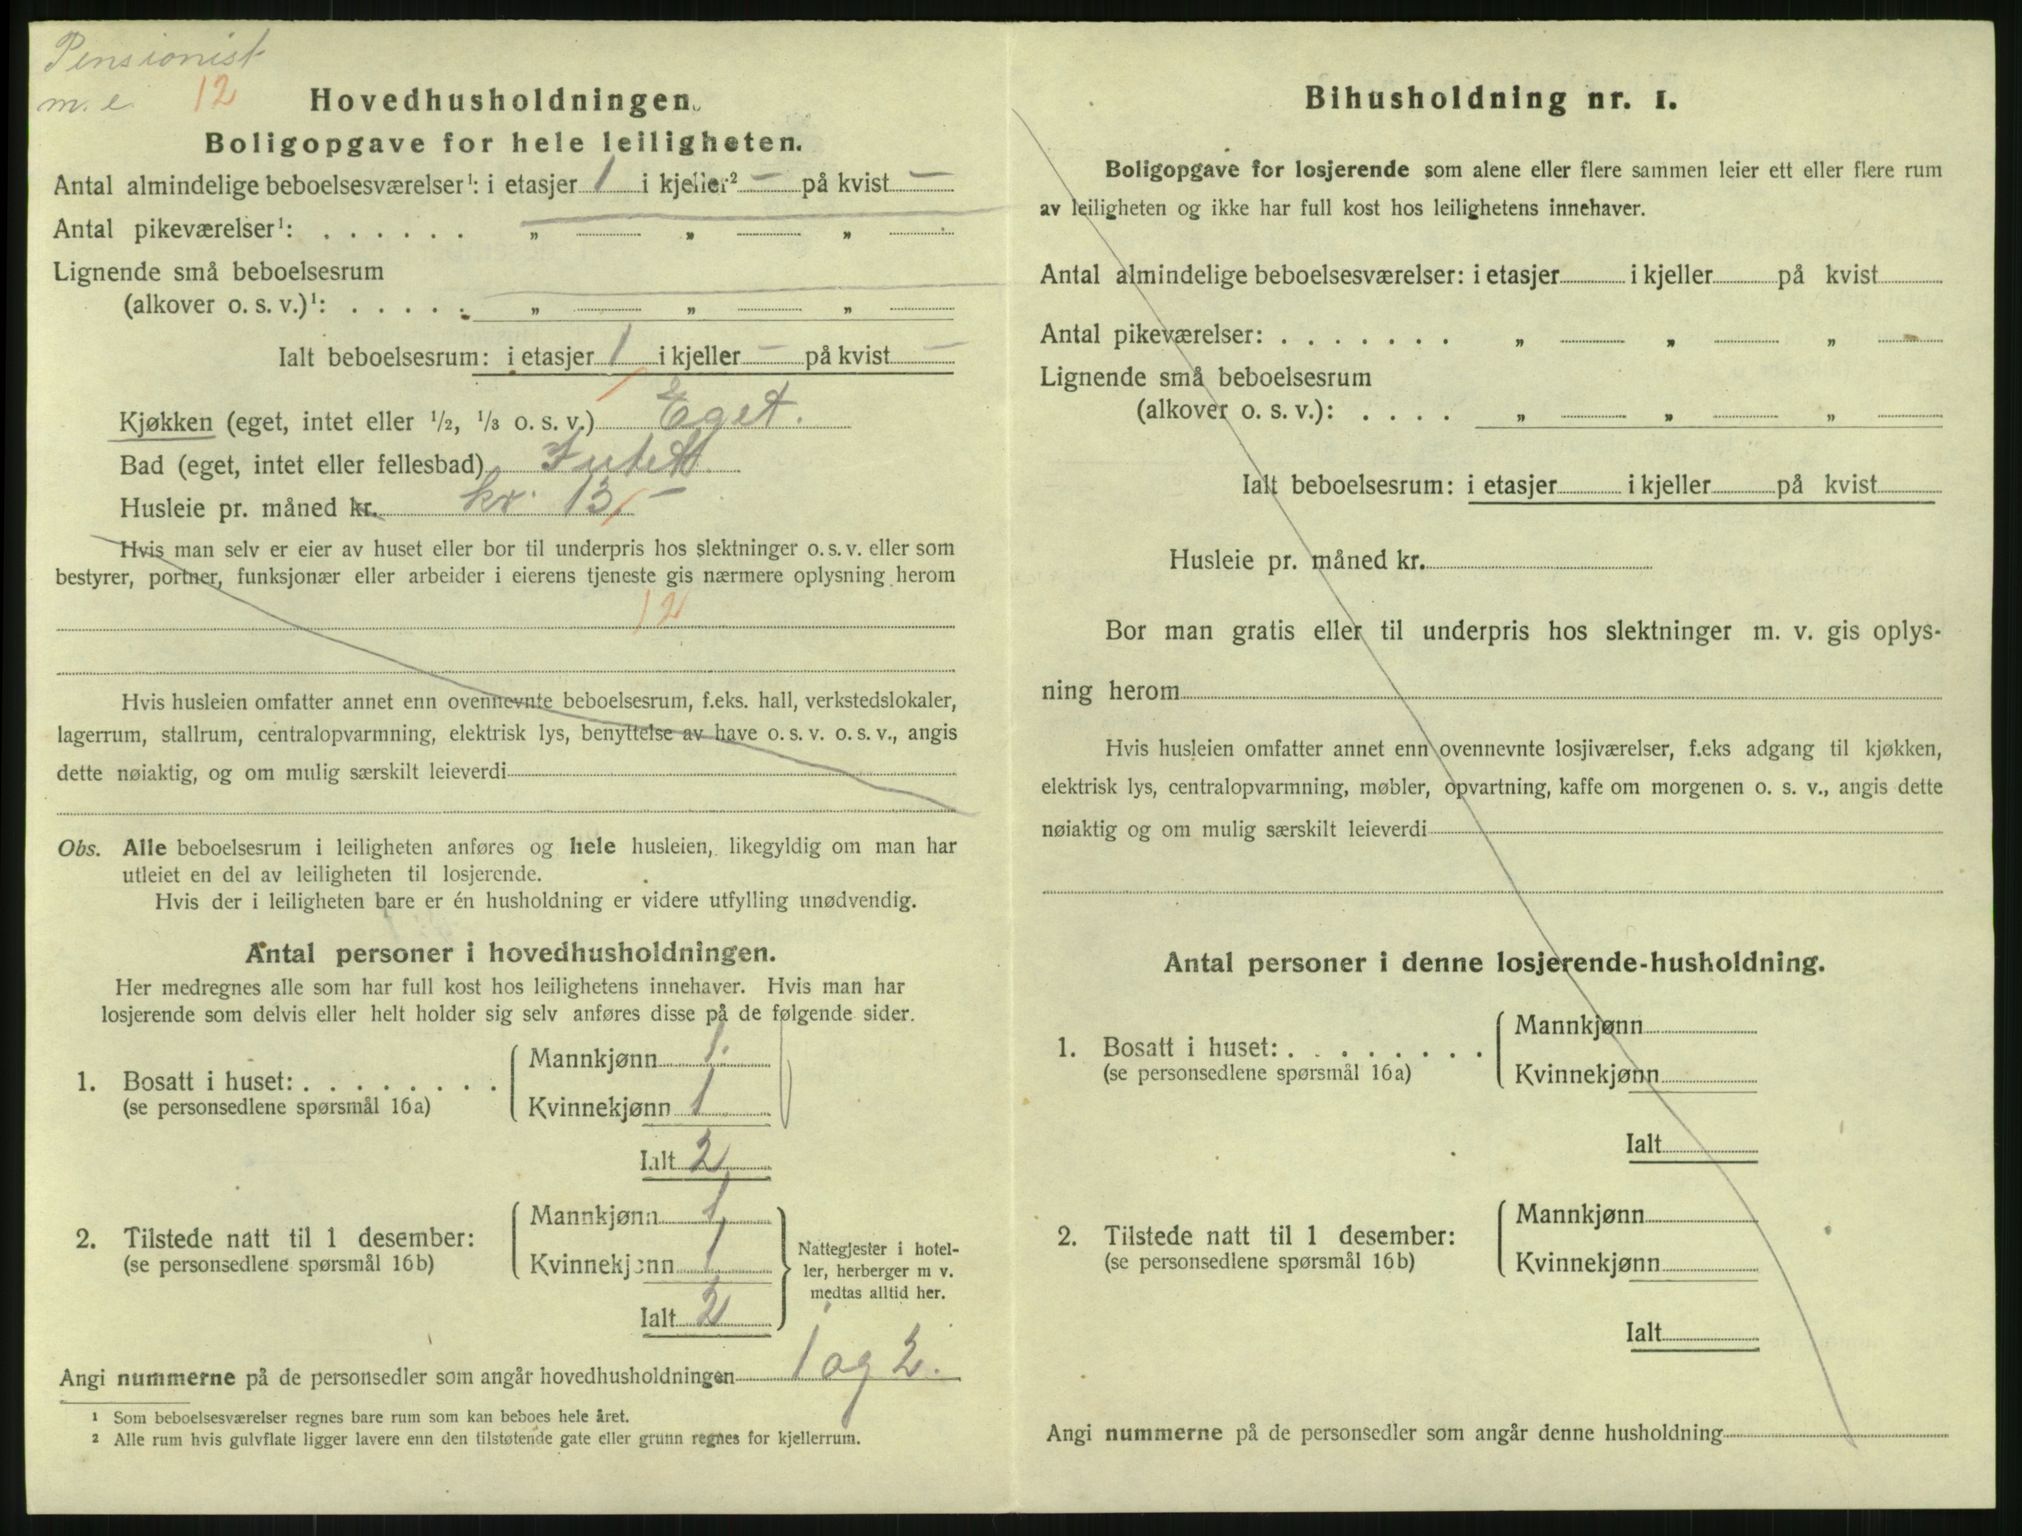 Pensionist
m. e. 12
Hovedhusholdningen.
Boligopgave for hele leiligheten.
Antal almindelige beboelsesværelser¹: i etasjer 1 i kjeller² — på kvist —
Antal pikeværelser¹: . . . . . . „ „ „
Lignende små beboelsesrum
(alkover o. s. v.)¹: . . . . . „ „ „
Ialt beboelsesrum: i etasjer 1 i kjeller — på kvist —
Kjøkken (eget, intet eller 1/2, 1/3 o. s. v.) Eget.
Bad (eget, intet eller fellesbad) Intett.
Husleie pr. måned kr. kr. 13,-
Hvis man selv er eier av huset eller bor til underpris hos slektninger o. s. v. eller som
bestyrer, portner, funksjonær eller arbeider i eierens tjeneste gis nærmere oplysning herom
12
Hvis husleien omfatter annet enn ovennevnte beboelsesrum, f.eks. hall, verkstedslokaler,
lagerrum, stallrum, centralopvarmning, elektrisk lys, benyttelse av have o. s. v. o. s. v., angis
dette nøiaktig, og om mulig særskilt leieverdi
Obs. Alle beboelsesrum i leiligheten anføres og hele husleien, likegyldig om man har
utleiet en del av leiligheten til losjerende.
Hvis der i leiligheten bare er én husholdning er videre utfylling unødvendig.
Antal personer i hovedhusholdningen.
Her medregnes alle som har full kost hos leilighetens innehaver. Hvis man har
losjerende som delvis eller helt holder sig selv anføres disse på de følgende sider.
Mannkjønn 1.
1. Bosatt i huset: . . . . . . . .
(se personsedlene spørsmål 16a)
Kvinnekjønn 1
Ialt 2
Mannkjønn 1
2. Tilstede natt til 1 desember:
(se personsedlene spørsmål 16b)
Kvinnekjønn 1
Nattegjester i hotel-
ler, herberger m v.
medtas alltid her.
Ialt 2
Angi nummerne på de personsedler som angår hovedhusholdningen 1 og 2.
¹ Som beboelsesværelser regnes bare rum som kan beboes hele året.
² Alle rum hvis gulvflate ligger lavere enn den tilstøtende gate eller grunn regnes for kjellerrum.
Bihusholdning nr. 1.
Boligopgave for losjerende som alene eller flere sammen leier ett eller flere rum
av leiligheten og ikke har full kost hos leilighetens innehaver.
Antal almindelige beboelsesværelser: i etasjer i kjeller på kvist
Antal pikeværelser: . . . . . . . „ „ „
Lignende små beboelsesrum
(alkover o. s. v.): . . . . „ „ „
Ialt beboelsesrum: i etasjer i kjeller på kvist
Husleie pr. måned kr.
Bor man gratis eller til underpris hos slektninger m. v. gis oplys-
ning herom
Hvis husleien omfatter annet enn ovennevnte losjiværelser, f.eks adgang til kjøkken,
elektrisk lys, centralopvarmning, møbler, opvartning, kaffe om morgenen o. s. v., angis dette
nøiaktig og om mulig særskilt leieverdi
Antal personer i denne losjerende-husholdning.
Mannkjønn
1. Bosatt i huset: . . . . . . . .
(se personsedlene spørsmål 16a)
Kvinnekjønn
Ialt
Mannkjønn
2. Tilstede natt til 1 desember:
(se personsedlene spørsmål 16b)
Kvinnekjønn
Ialt
Angi nummerne på de personsedler som angår denne husholdning